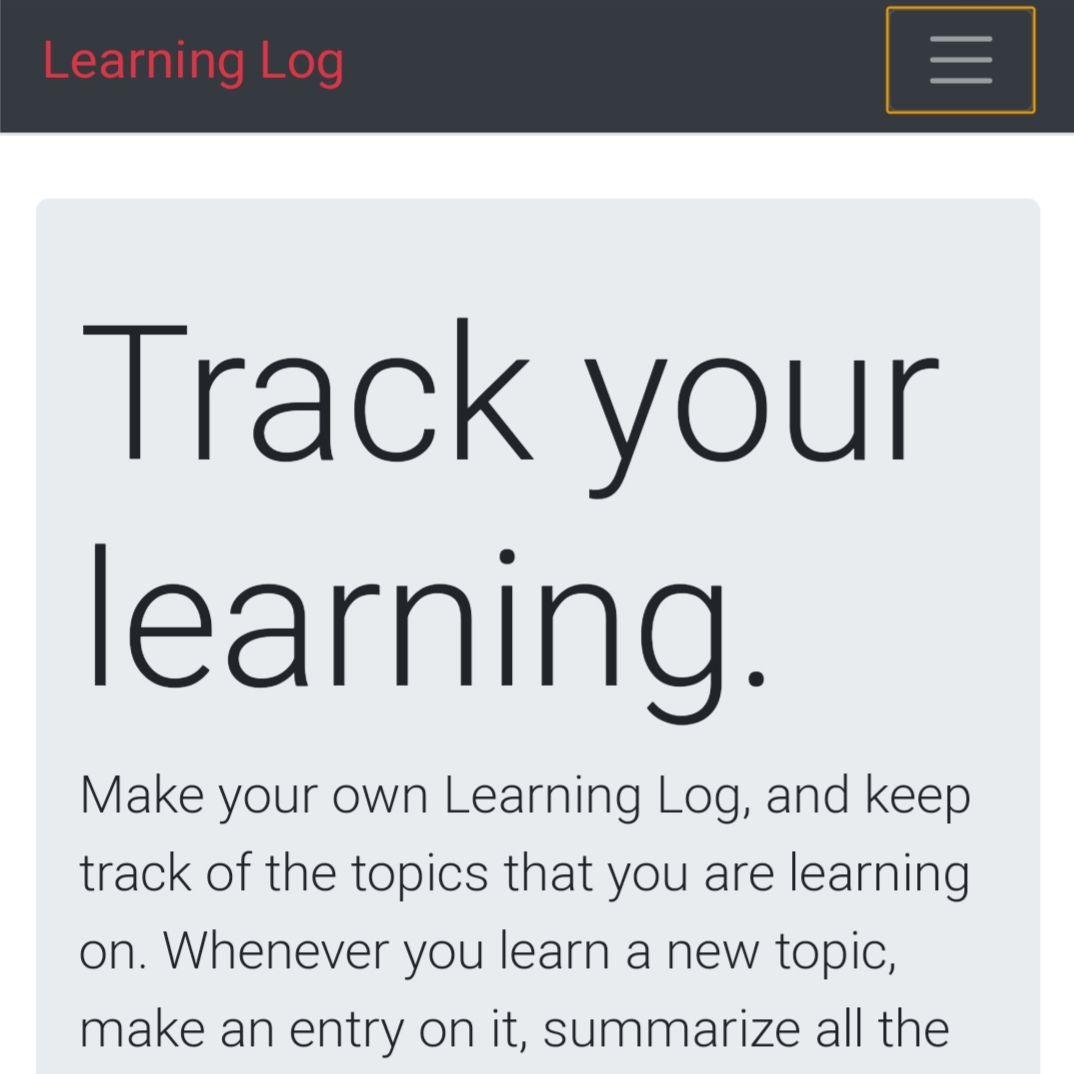 Learning Log
Track your
learning.
Make your own Learning Log, and keep
track of the topics that you are learning
on. Whenever you learn a new topic,
make an entry on it, summarize all the